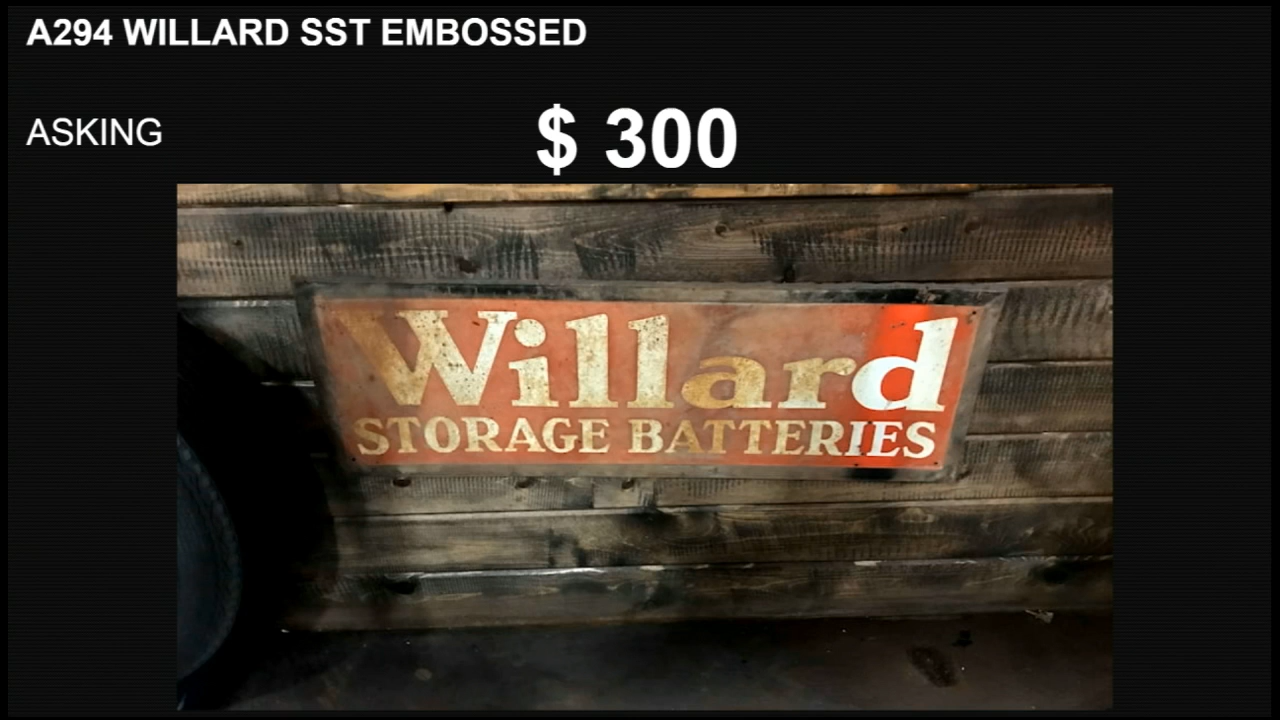 A294 WILLARD SST EMBOSSED
ASKING
$ 300
Willard
STORAGE BATTERIES